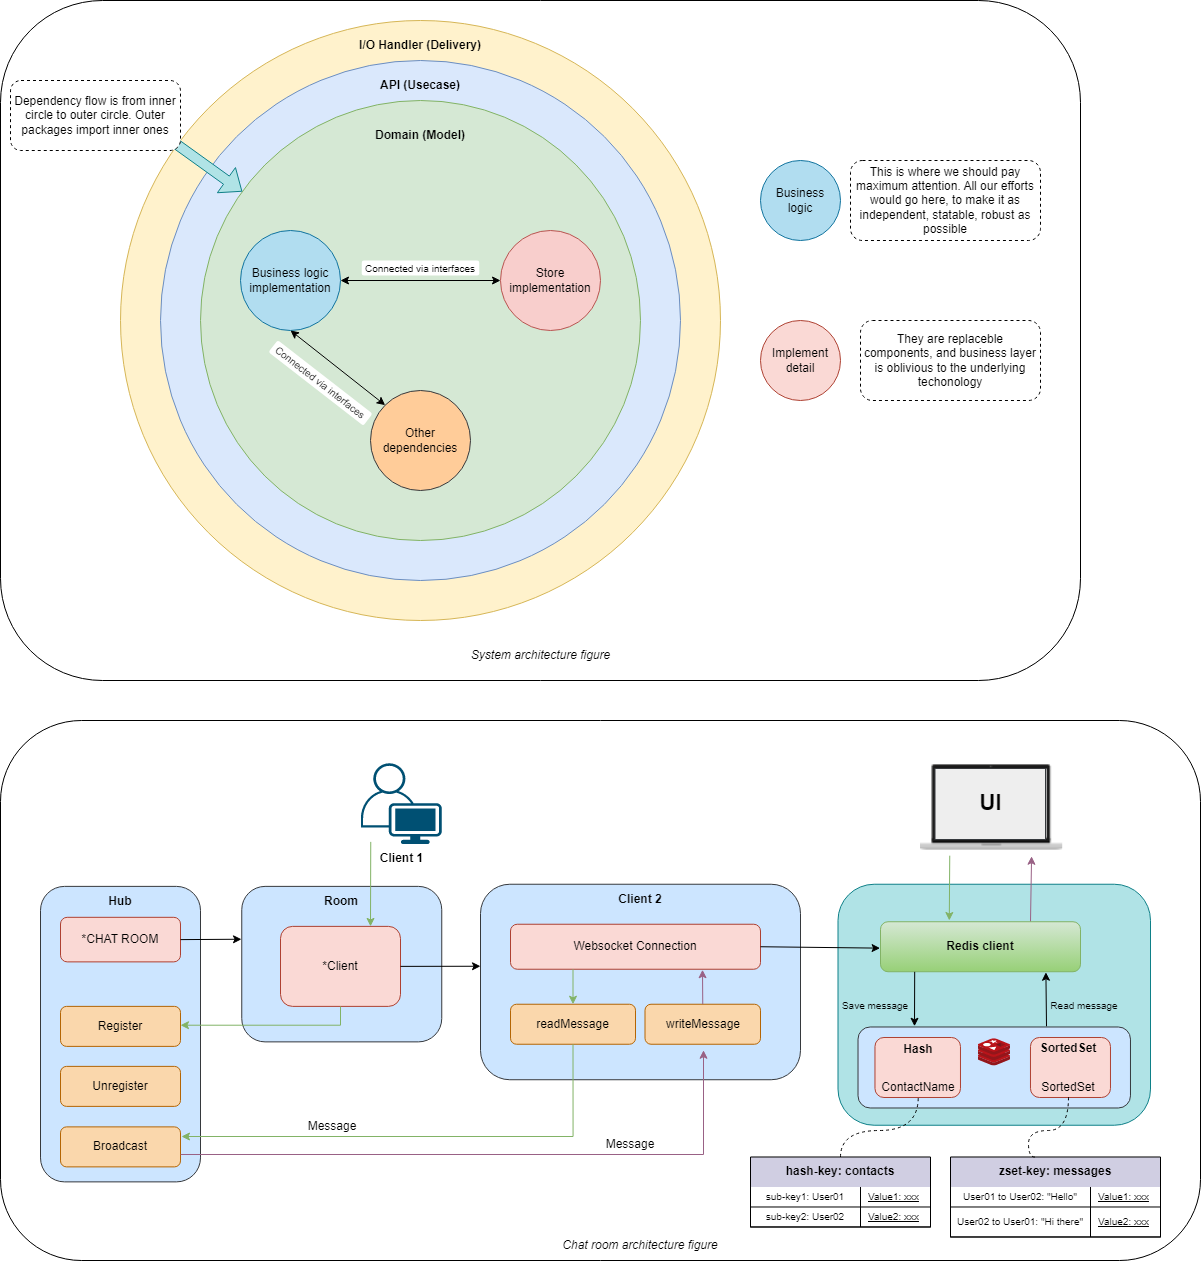 I/O Handler (Delivery)
API (Usecase)
Domain (Model)
Dependency flow is from inner
circle to outer circle. Outer
packages import inner ones
Business logic
implementation
Connected via interfaces
Store
implementation
Connected via interfaces
Other
dependencies
Business
logic
This is where we should pay
maximum attention. All our efforts
would go here, to make it as
independent, statable, robust as
possible
Implement
detail
They are replaceble
components, and business layer
is oblivious to the underlying
techonology
System architecture figure
Client 1
UI
Hub
*CHAT ROOM
Register
Unregister
Broadcast
Room
*Client
Client 2
Websocket Connection
readMessage
writeMessage
Message
Message
Redis client
Save message
Read message
Hash
ContactName
SortedSet
SortedSet
hash-key: contacts
sub-key1: User01 Value1: xxx
sub-key2: User02 Value2: xxx
zset-key: messages
User01 to User02: "Hello" Value1: xxx
User02 to User01: "Hi there" Value2: xxx
Chat room architecture figure